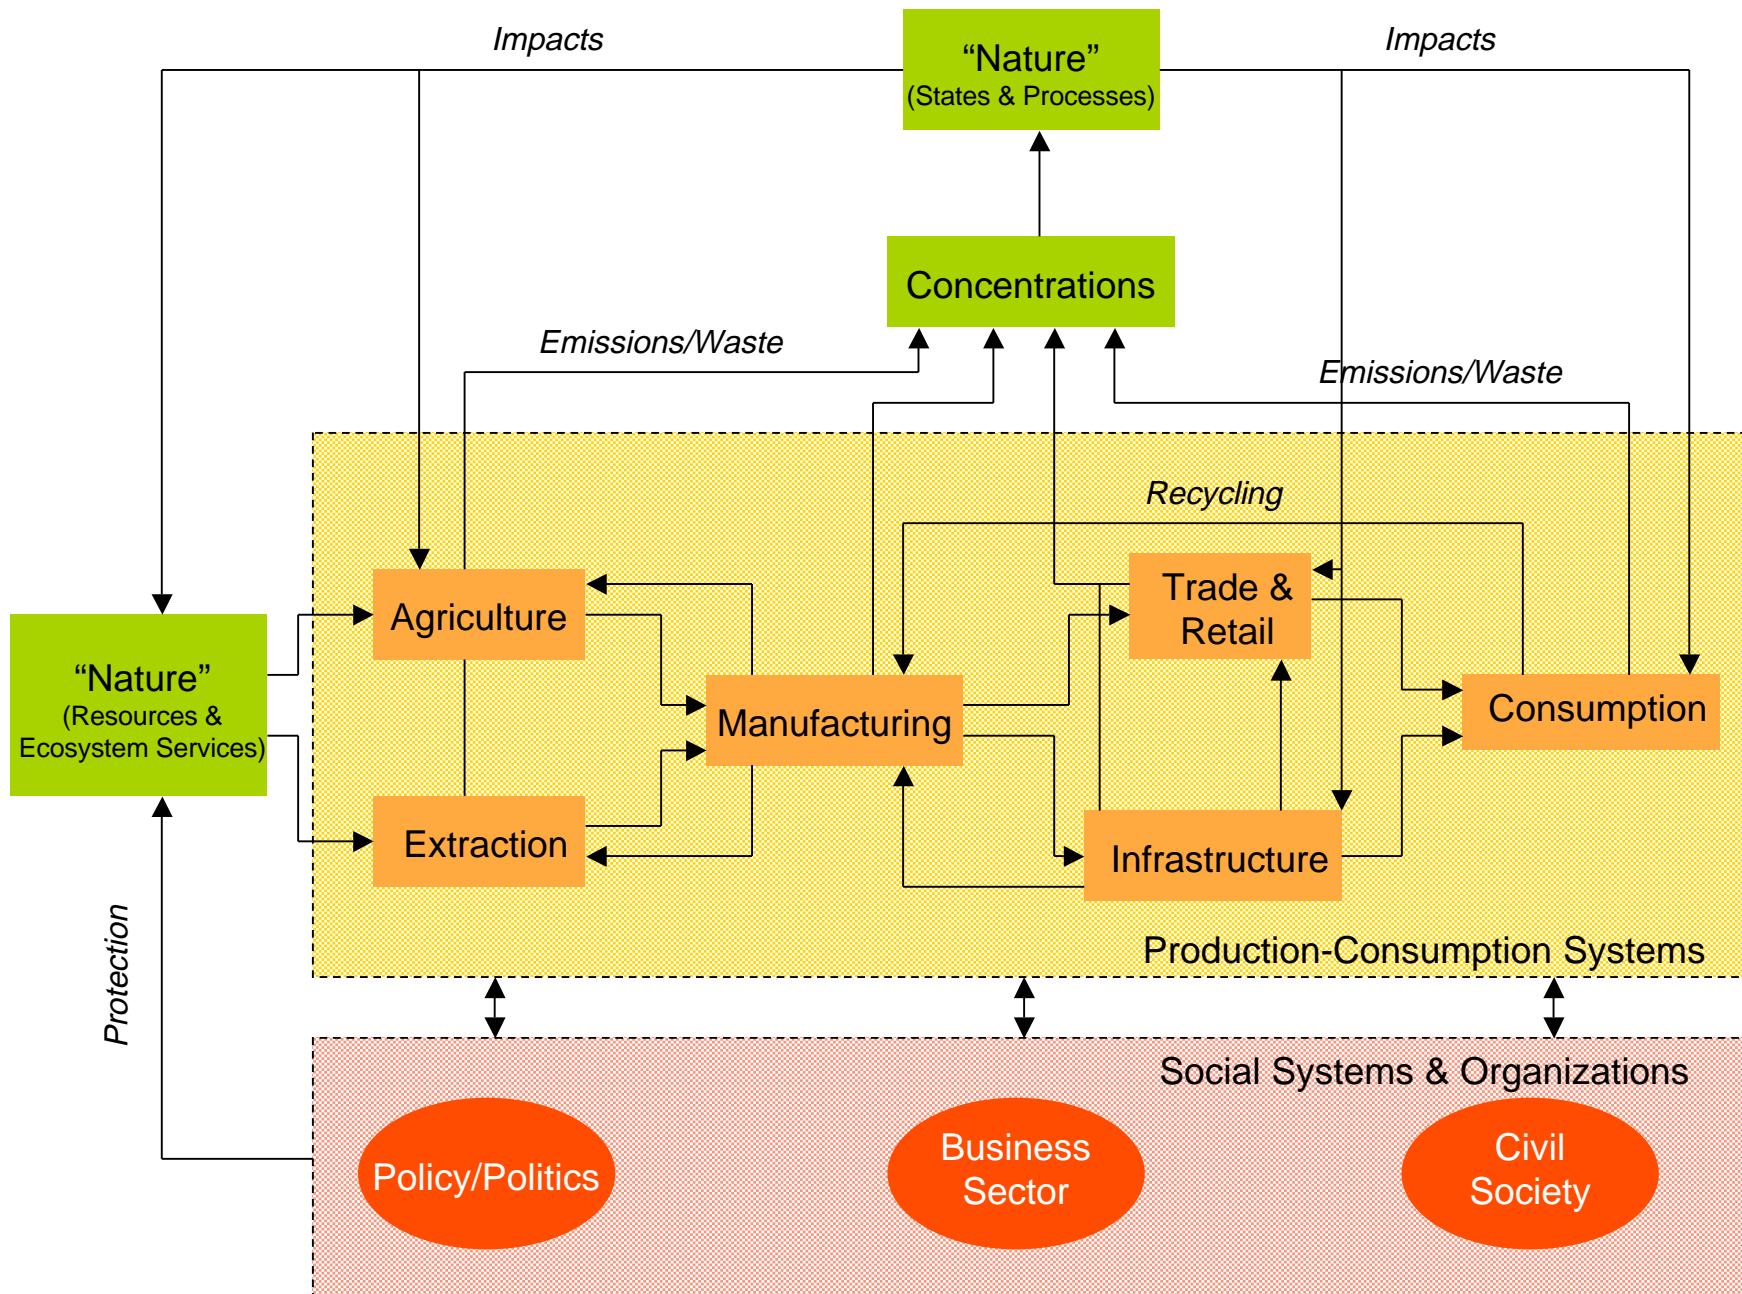 Impacts
“Nature”
(States & Processes)
Impacts
Concentrations
Emissions/Waste
Emissions/Waste
Recycling
Agriculture
Trade &
Retail
“Nature”
(Resources &
Ecosystem Services)
Manufacturing
Consumption
Extraction
Infrastructure
Production-Consumption Systems
Protection
Social Systems & Organizations
Policy/Politics
Business
Sector
Civil
Society